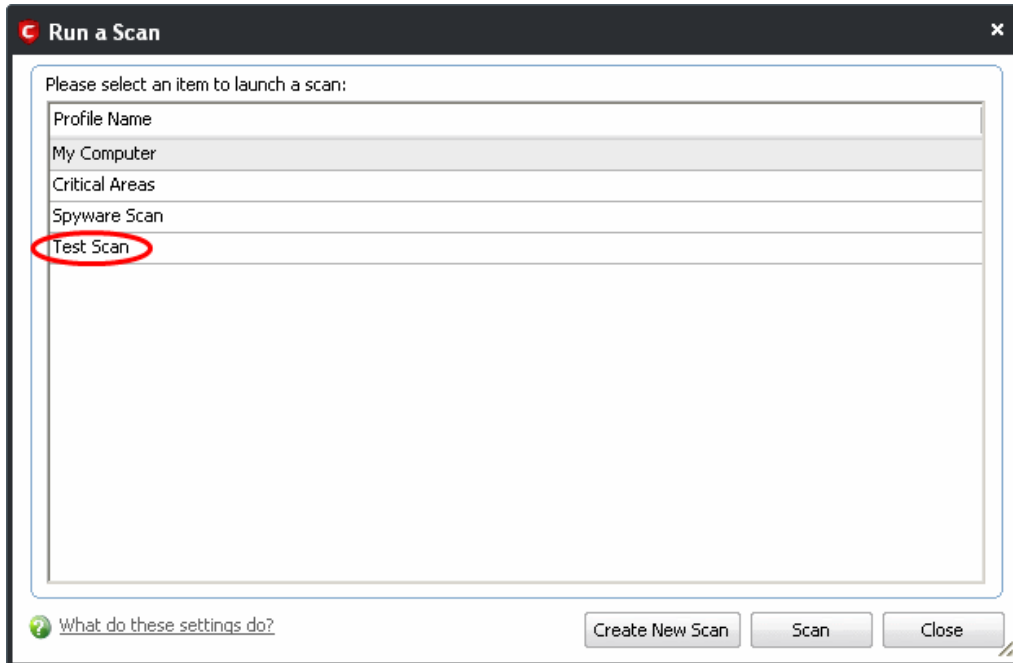 Run a Scan
Please select an item to launch a scan:
Profile Name
My Computer
Critical Areas
Spyware Scan
Test Scan
What do these settings do?
Create New Scan
Scan
Close